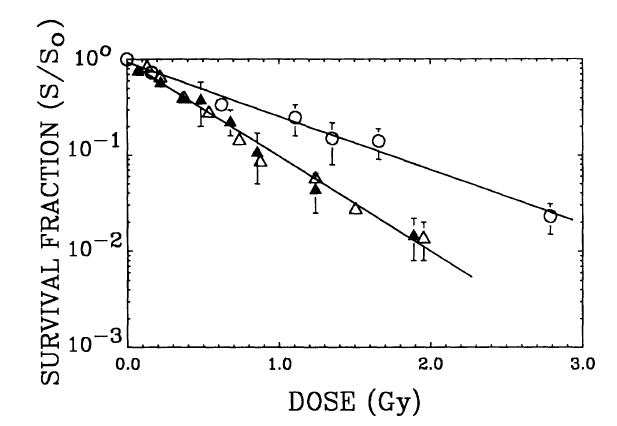 SURVIVAL FRACTION (S/S₀)
10⁰
10⁻¹
10⁻²
10⁻³
0.0 1.0 2.0 3.0
DOSE (Gy)